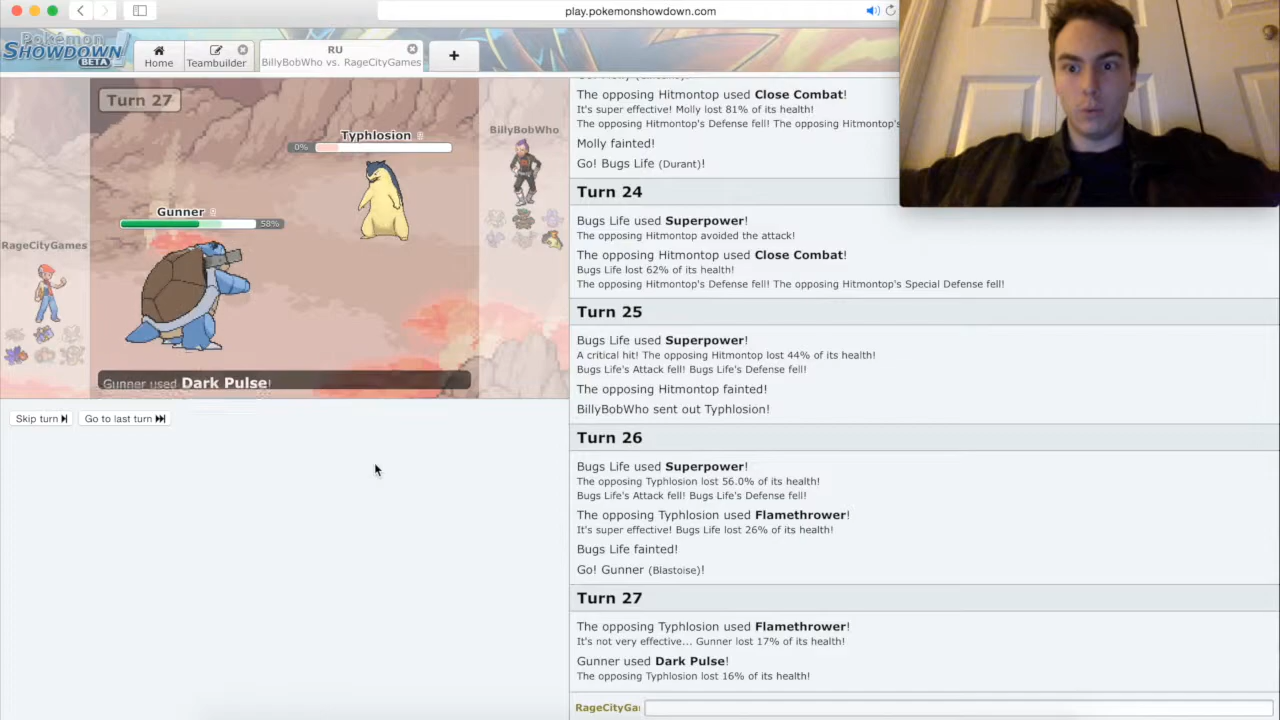 play.pokemonshowdown.com
Pokémon
SHOWDOWN
BETA
Home
Teambuilder
RU
BillyBobWho vs. RageCityGames
+
Turn 27
Typhlosion
0%
BillyBobWho
Gunner
58%
RageCityGames
Gunner used Dark Pulse!
Skip turn
Go to last turn
The opposing Hitmontop used Close Combat!
It's super effective! Molly lost 81% of its health!
The opposing Hitmontop's Defense fell! The opposing Hitmontop's
Molly fainted!
Go! Bugs Life (Durant)!
Turn 24
Bugs Life used Superpower!
The opposing Hitmontop avoided the attack!
The opposing Hitmontop used Close Combat!
Bugs Life lost 62% of its health!
The opposing Hitmontop's Defense fell! The opposing Hitmontop's Special Defense fell!
Turn 25
Bugs Life used Superpower!
A critical hit! The opposing Hitmontop lost 44% of its health!
Bugs Life's Attack fell! Bugs Life's Defense fell!
The opposing Hitmontop fainted!
BillyBobWho sent out Typhlosion!
Turn 26
Bugs Life used Superpower!
The opposing Typhlosion lost 56.0% of its health!
Bugs Life's Attack fell! Bugs Life's Defense fell!
The opposing Typhlosion used Flamethrower!
It's super effective! Bugs Life lost 26% of its health!
Bugs Life fainted!
Go! Gunner (Blastoise)!
Turn 27
The opposing Typhlosion used Flamethrower!
It's not very effective... Gunner lost 17% of its health!
Gunner used Dark Pulse!
The opposing Typhlosion lost 16% of its health!
RageCityGa